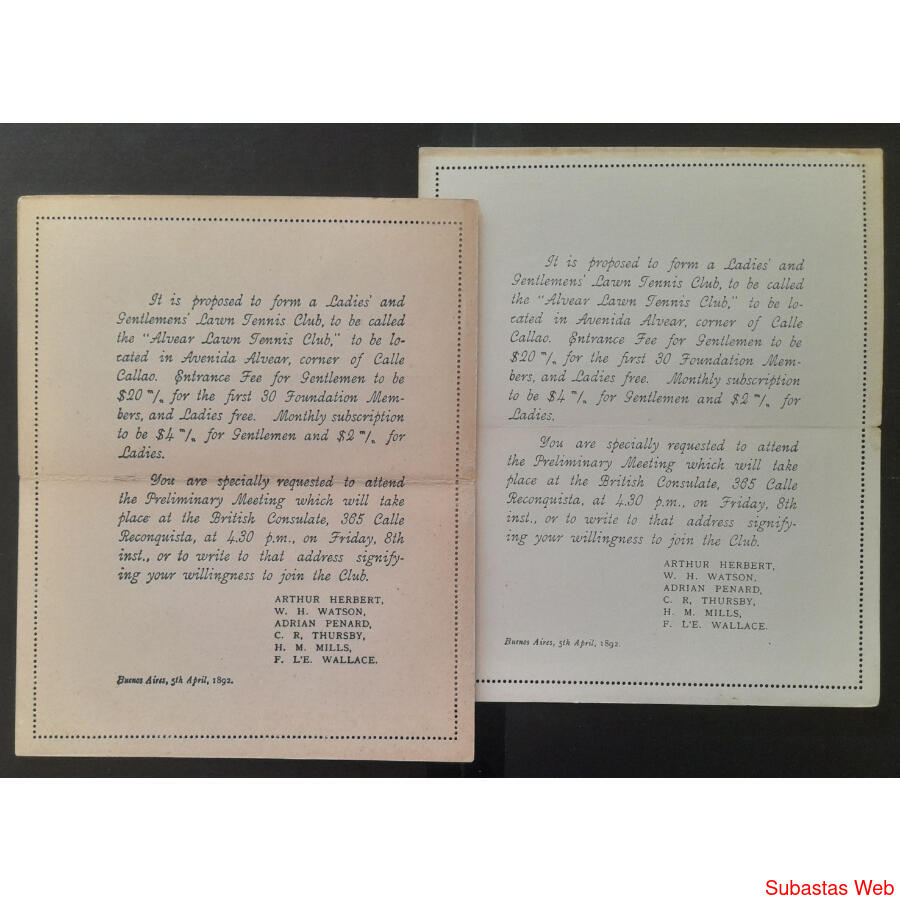 It is proposed to form a Ladies' and
Gentlemens' Lawn Tennis Club, to be called
the "Alvear Lawn Tennis Club," to be lo-
cated in Avenida Alvear, corner of Calle
Callao. Entrance Fee for Gentlemen to be
$20 m/n for the first 30 Foundation Mem-
bers, and Ladies free. Monthly subscription
to be $4 m/n for Gentlemen and $2 m/n for
Ladies.
You are specially requested to attend
the Preliminary Meeting which will take
place at the British Consulate, 365 Calle
Reconquista, at 4.30 p.m., on Friday, 8th
inst., or to write to that address signify-
ing your willingness to join the Club.
ARTHUR HERBERT,
W. H. WATSON,
ADRIAN PENARD,
C. R, THURSBY,
H. M. MILLS,
F. L'E. WALLACE.
Buenos Aires, 5th April, 1892.
It is proposed to form a Ladies' and
Gentlemens' Lawn Tennis Club, to be called
the "Alvear Lawn Tennis Club," to be lo-
cated in Avenida Alvear, corner of Calle
Callao. Entrance Fee for Gentlemen to be
$20 m/n for the first 30 Foundation Mem-
bers, and Ladies free. Monthly subscription
to be $4 m/n for Gentlemen and $2 m/n for
Ladies.
You are specially requested to attend
the Preliminary Meeting which will take
place at the British Consulate, 365 Calle
Reconquista, at 4.30 p.m., on Friday, 8th
inst., or to write to that address signify-
ing your willingness to join the Club.
ARTHUR HERBERT,
W. H. WATSON,
ADRIAN PENARD,
C. R, THURSBY,
H. M. MILLS,
F. L'E. WALLACE.
Buenos Aires, 5th April, 1892.
Subastas Web